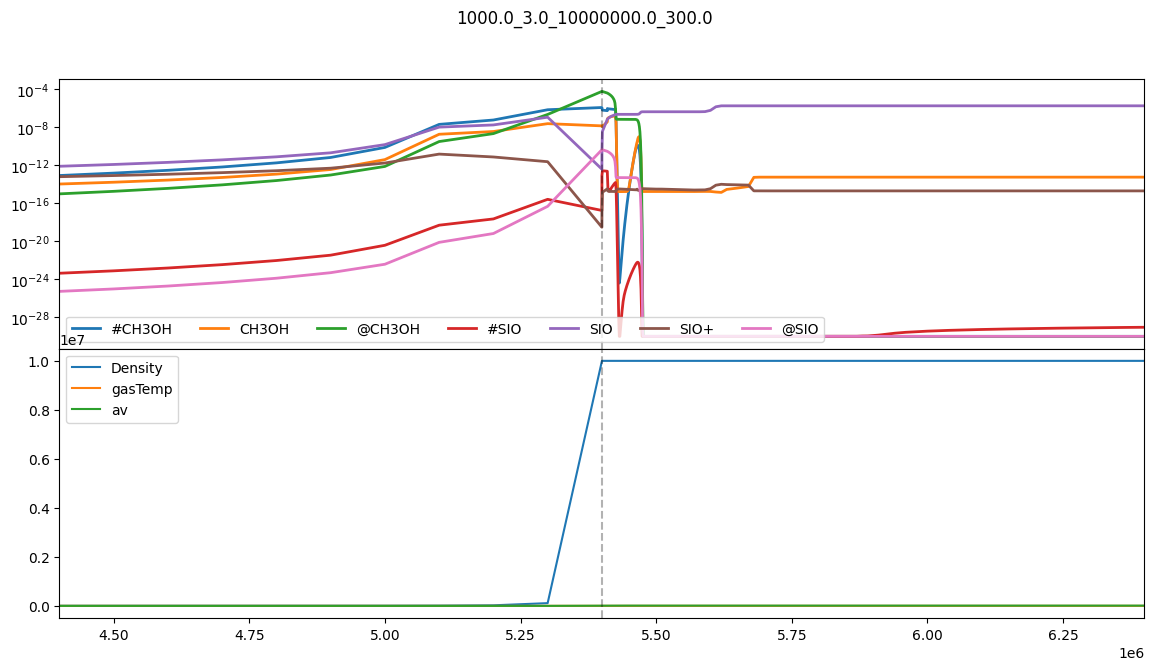 1000.0_3.0_10000000.0_300.0
10⁻⁴
10⁻⁸
10⁻¹²
10⁻¹⁶
10⁻²⁰
10⁻²⁴
10⁻²⁸
#CH3OH CH3OH @CH3OH #SIO SIO SIO+ @SIO
1e7
Density
gasTemp
av
1.0
0.8
0.6
0.4
0.2
0.0
4.50 4.75 5.00 5.25 5.50 5.75 6.00 6.25
1e6